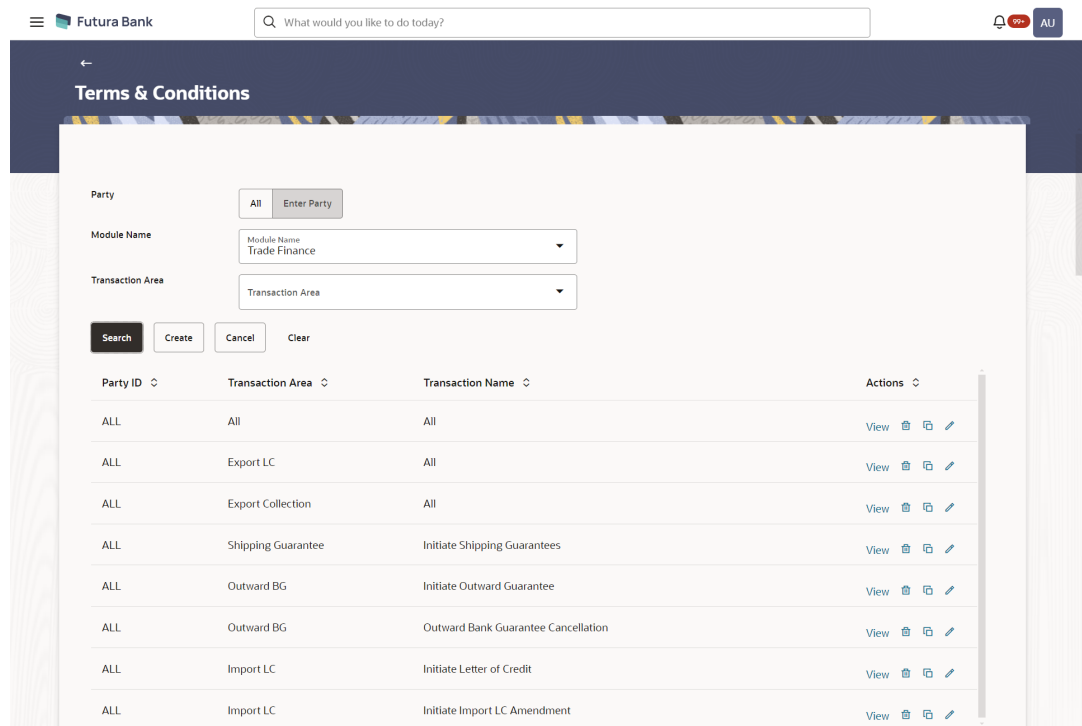 Futura Bank
What would you like to do today?
99+
AU
Terms & Conditions
Party
All
Enter Party
Module Name
Module Name
Trade Finance
Transaction Area
Transaction Area
Search
Create
Cancel
Clear
Party ID
Transaction Area
Transaction Name
Actions
ALL
All
All
View
ALL
Export LC
All
View
ALL
Export Collection
All
View
ALL
Shipping Guarantee
Initiate Shipping Guarantees
View
ALL
Outward BG
Initiate Outward Guarantee
View
ALL
Outward BG
Outward Bank Guarantee Cancellation
View
ALL
Import LC
Initiate Letter of Credit
View
ALL
Import LC
Initiate Import LC Amendment
View